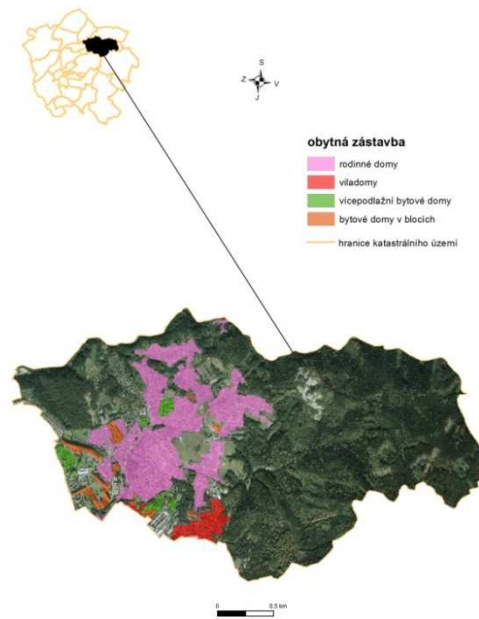 S
Z
V
J
obytná zástavba
rodinné domy
viladomy
vícepodlažní bytové domy
bytové domy v blocích
hranice katastrálního území
0
0.5 km